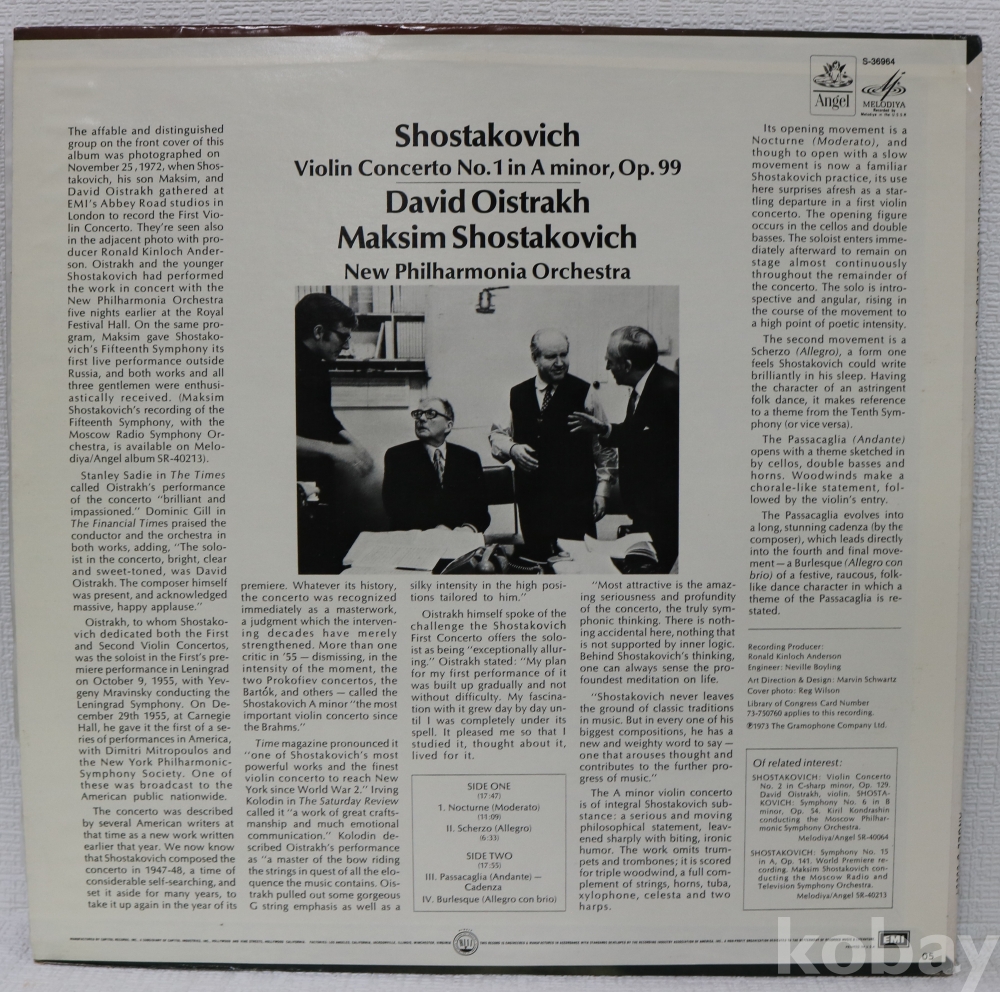 S-36964
Angel
MELODIYA
Shostakovich
Violin Concerto No.1 in A minor, Op. 99
David Oistrakh
Maksim Shostakovich
New Philharmonia Orchestra
The affable and distinguished
group on the front cover of this
album was photographed on
November 25, 1972, when Shos-
takovich, his son Maksim, and
David Oistrakh gathered at
EMI's Abbey Road studios in
London to record the First Vio-
lin Concerto. They're seen also
in the adjacent photo with pro-
ducer Ronald Kinloch Ander-
son. Oistrakh and the younger
Shostakovich had performed
the work in concert with the
New Philharmonia Orchestra
five nights earlier at the Royal
Festival Hall. On the same pro-
gram, Maksim gave Shostako-
vich's Fifteenth Symphony its
first live performance outside
Russia, and both works and all
three gentlemen were enthusi-
astically received. (Maksim
Shostakovich's recording of the
Fifteenth Symphony, with the
Moscow Radio Symphony Or-
chestra, is available on Melo-
diya/Angel album SR-40213).
Stanley Sadie in The Times
called Oistrakh's performance
of the concerto "brilliant and
impassioned." Dominic Gill in
The Financial Times praised the
conductor and the orchestra in
both works, adding, "The solo-
ist in the concerto, bright, clear
and sweet-toned, was David
Oistrakh. The composer himself
was present, and acknowledged
massive, happy applause."
Oistrakh, to whom Shostako-
vich dedicated both the First
and Second Violin Concertos,
was the soloist in the First's pre-
miere performance in Leningrad
on October 9, 1955, with Yev-
geny Mravinsky conducting the
Leningrad Symphony. On De-
cember 29th 1955, at Carnegie
Hall, he gave it the first of a se-
ries of performances in America,
with Dimitri Mitropoulos and
the New York Philharmonic-
Symphony Society. One of
these was broadcast to the
American public nationwide.
The concerto was described
by several American writers at
that time as a new work written
earlier that year. We now know
that Shostakovich composed the
concerto in 1947-48, a time of
considerable self-searching, and
set it aside for many years, to
take it up again in the year of its
premiere. Whatever its history,
the concerto was recognized
immediately as a masterwork,
a judgment which the interven-
ing decades have merely
strengthened. More than one
critic in '55 — dismissing, in the
intensity of the moment, the
two Prokofiev concertos, the
Bartók, and others — called the
Shostakovich A minor "the most
important violin concerto since
the Brahms."
Time magazine pronounced it
"one of Shostakovich's most
powerful works and the finest
violin concerto to reach New
York since World War 2." Irving
Kolodin in The Saturday Review
called it "a work of great crafts-
manship and much emotional
communication." Kolodin de-
scribed Oistrakh's performance
as "a master of the bow riding
the strings in quest of all the elo-
quence the music contains. Ois-
trakh pulled out some gorgeous
G string emphasis as well as a
silky intensity in the high posi-
tions tailored to him."
Oistrakh himself spoke of the
challenge the Shostakovich
First Concerto offers the solo-
ist as being "exceptionally allur-
ing." Oistrakh stated: "My plan
for my first performance of it
was built up gradually and not
without difficulty. My fascina-
tion with it grew day by day un-
til I was completely under its
spell. It pleased me so that I
studied it, thought about it,
lived for it.
SIDE ONE
(17:47)
1. Nocturne (Moderato)
(11:09)
II. Scherzo (Allegro)
(6:33)
SIDE TWO
(17:55)
III. Passacaglia (Andante) —
Cadenza
IV. Burlesque (Allegro con brio)
"Most attractive is the amaz-
ing seriousness and profundity
of the concerto, the truly sym-
phonic thinking. There is noth-
ing accidental here, nothing that
is not supported by inner logic.
Behind Shostakovich's thinking,
one can always sense the pro-
foundest meditation on life.
"Shostakovich never leaves
the ground of classic traditions
in music. But in every one of his
biggest compositions, he has a
new and weighty word to say —
one that arouses thought and
contributes to the further pro-
gress of music."
The A minor violin concerto
is of integral Shostakovich sub-
stance: a serious and moving
philosophical statement, leav-
ened sharply with biting, ironic
humor. The work omits trum-
pets and trombones; it is scored
for triple woodwind, a full com-
plement of strings, horns, tuba,
xylophone, celesta and two
harps.
Its opening movement is a
Nocturne (Moderato), and
though to open with a slow
movement is now a familiar
Shostakovich practice, its use
here surprises afresh as a star-
tling departure in a first violin
concerto. The opening figure
occurs in the cellos and double
basses. The soloist enters imme-
diately afterward to remain on
stage almost continuously
throughout the remainder of
the concerto. The solo is intro-
spective and angular, rising in
the course of the movement to
a high point of poetic intensity.
The second movement is a
Scherzo (Allegro), a form one
feels Shostakovich could write
brilliantly in his sleep. Having
the character of an astringent
folk dance, it makes reference
to a theme from the Tenth Sym-
phony (or vice versa).
The Passacaglia (Andante)
opens with a theme sketched in
by cellos, double basses and
horns. Woodwinds make a
chorale-like statement, fol-
lowed by the violin's entry.
The Passacaglia evolves into
a long, stunning cadenza (by the
composer), which leads directly
into the fourth and final move-
ment — a Burlesque (Allegro con
brio) of a festive, raucous, folk-
like dance character in which a
theme of the Passacaglia is re-
stated.
Recording Producer:
Ronald Kinloch Anderson
Engineer: Neville Boyling
Art Direction & Design: Marvin Schwartz
Cover photo: Reg Wilson
Library of Congress Card Number
73-750760 applies to this recording.
℗1973 The Gramophone Company Ltd.
Of related interest:
SHOSTAKOVICH: Violin Concerto
No. 2 in C-sharp minor, Op. 129.
David Oistrakh, violin. SHOSTA-
KOVICH: Symphony No. 6 in B
minor, Op. 54. Kiril Kondrashin
conducting the Moscow Philhar-
monic Symphony Orchestra.
Melodiya/Angel SR-40064
SHOSTAKOVICH: Symphony No. 15
in A, Op. 141. World Premiere re-
cording. Maksim Shostakovich con-
ducting the Moscow Radio and
Television Symphony Orchestra.
Melodiya/Angel SR-40213
EMI
05
kobay